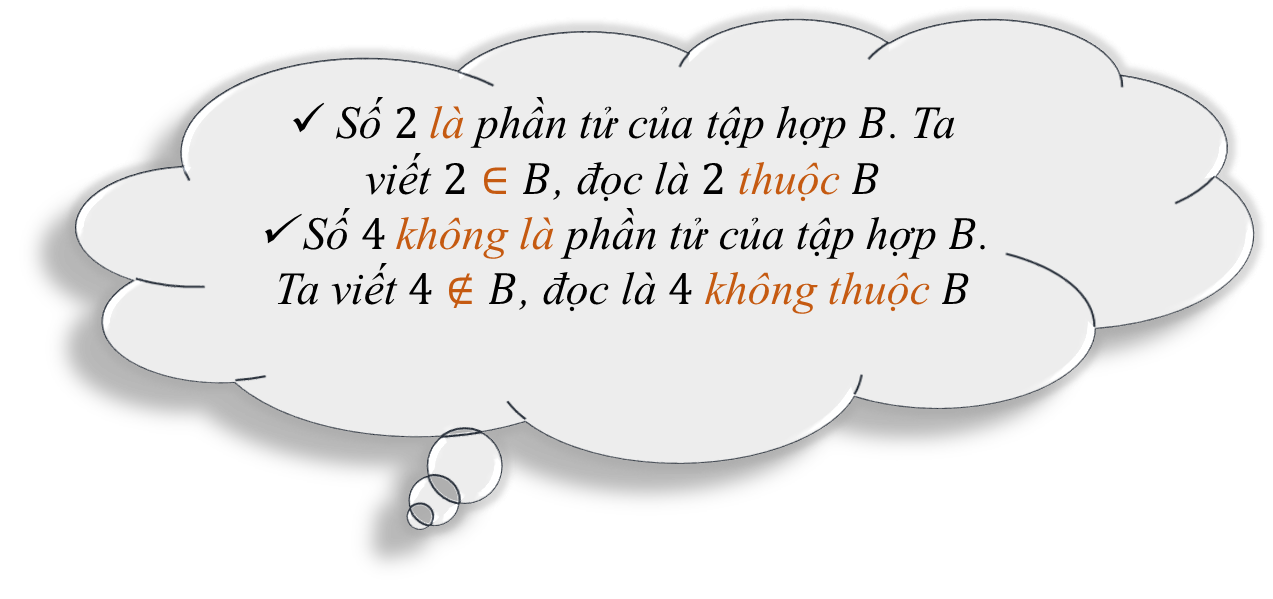 ✓ Số 2 là phần tử của tập hợp B. Ta
viết 2 ∈ B, đọc là 2 thuộc B
✓ Số 4 không là phần tử của tập hợp B.
Ta viết 4 ∉ B, đọc là 4 không thuộc B